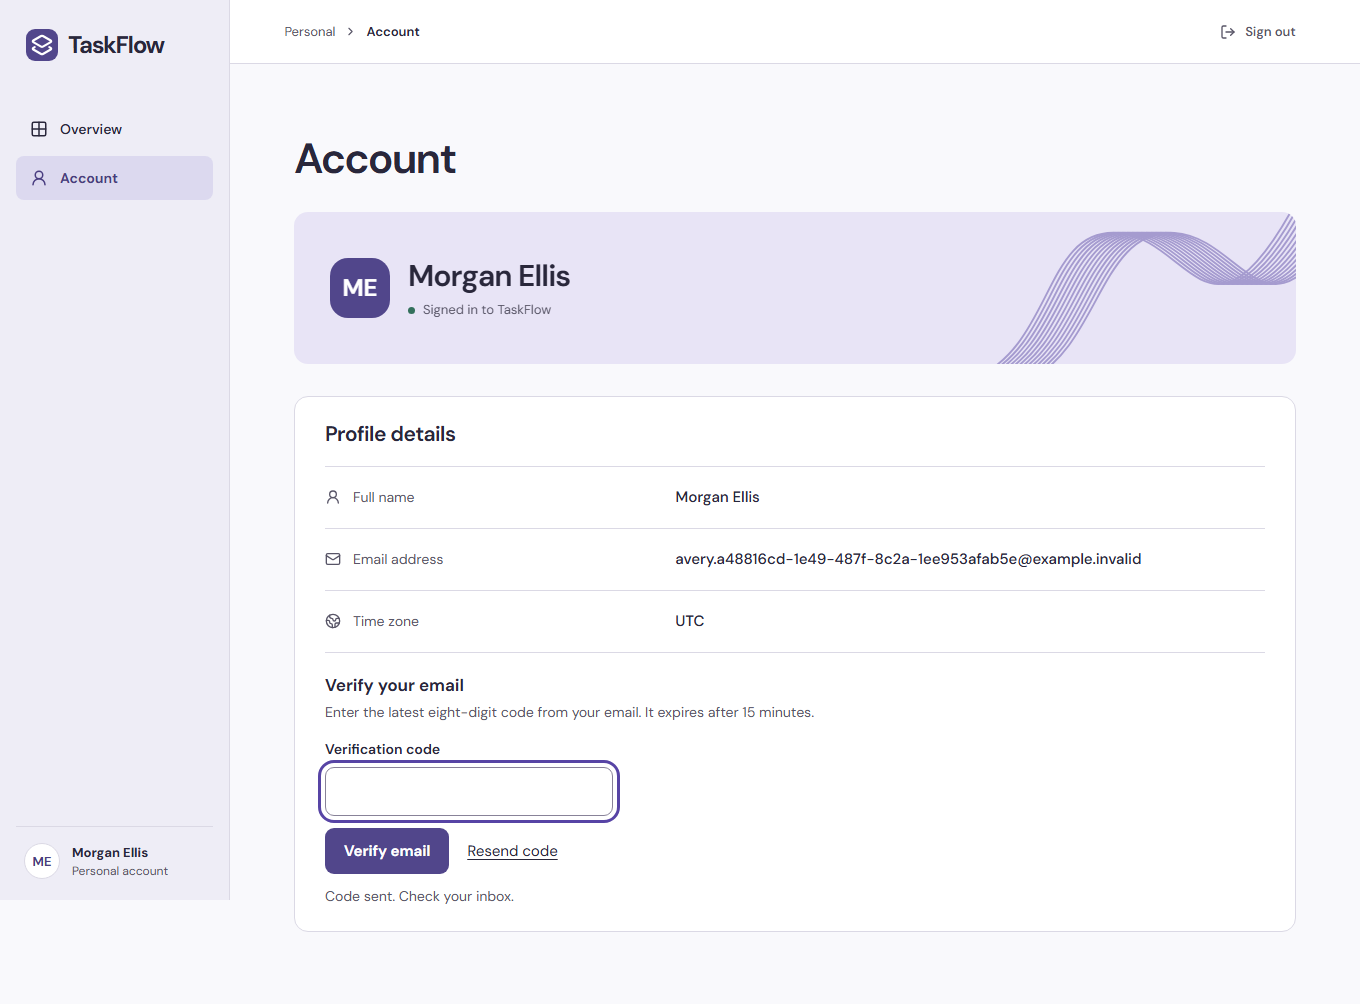 TaskFlow
Overview
Account
ME
Morgan Ellis
Personal account
Personal > Account
Sign out
Account
ME
Morgan Ellis
Signed in to TaskFlow
Profile details
Full name
Morgan Ellis
Email address
avery.a48816cd-1e49-487f-8c2a-1ee953afab5e@example.invalid
Time zone
UTC
Verify your email
Enter the latest eight-digit code from your email. It expires after 15 minutes.
Verification code
Verify email
Resend code
Code sent. Check your inbox.